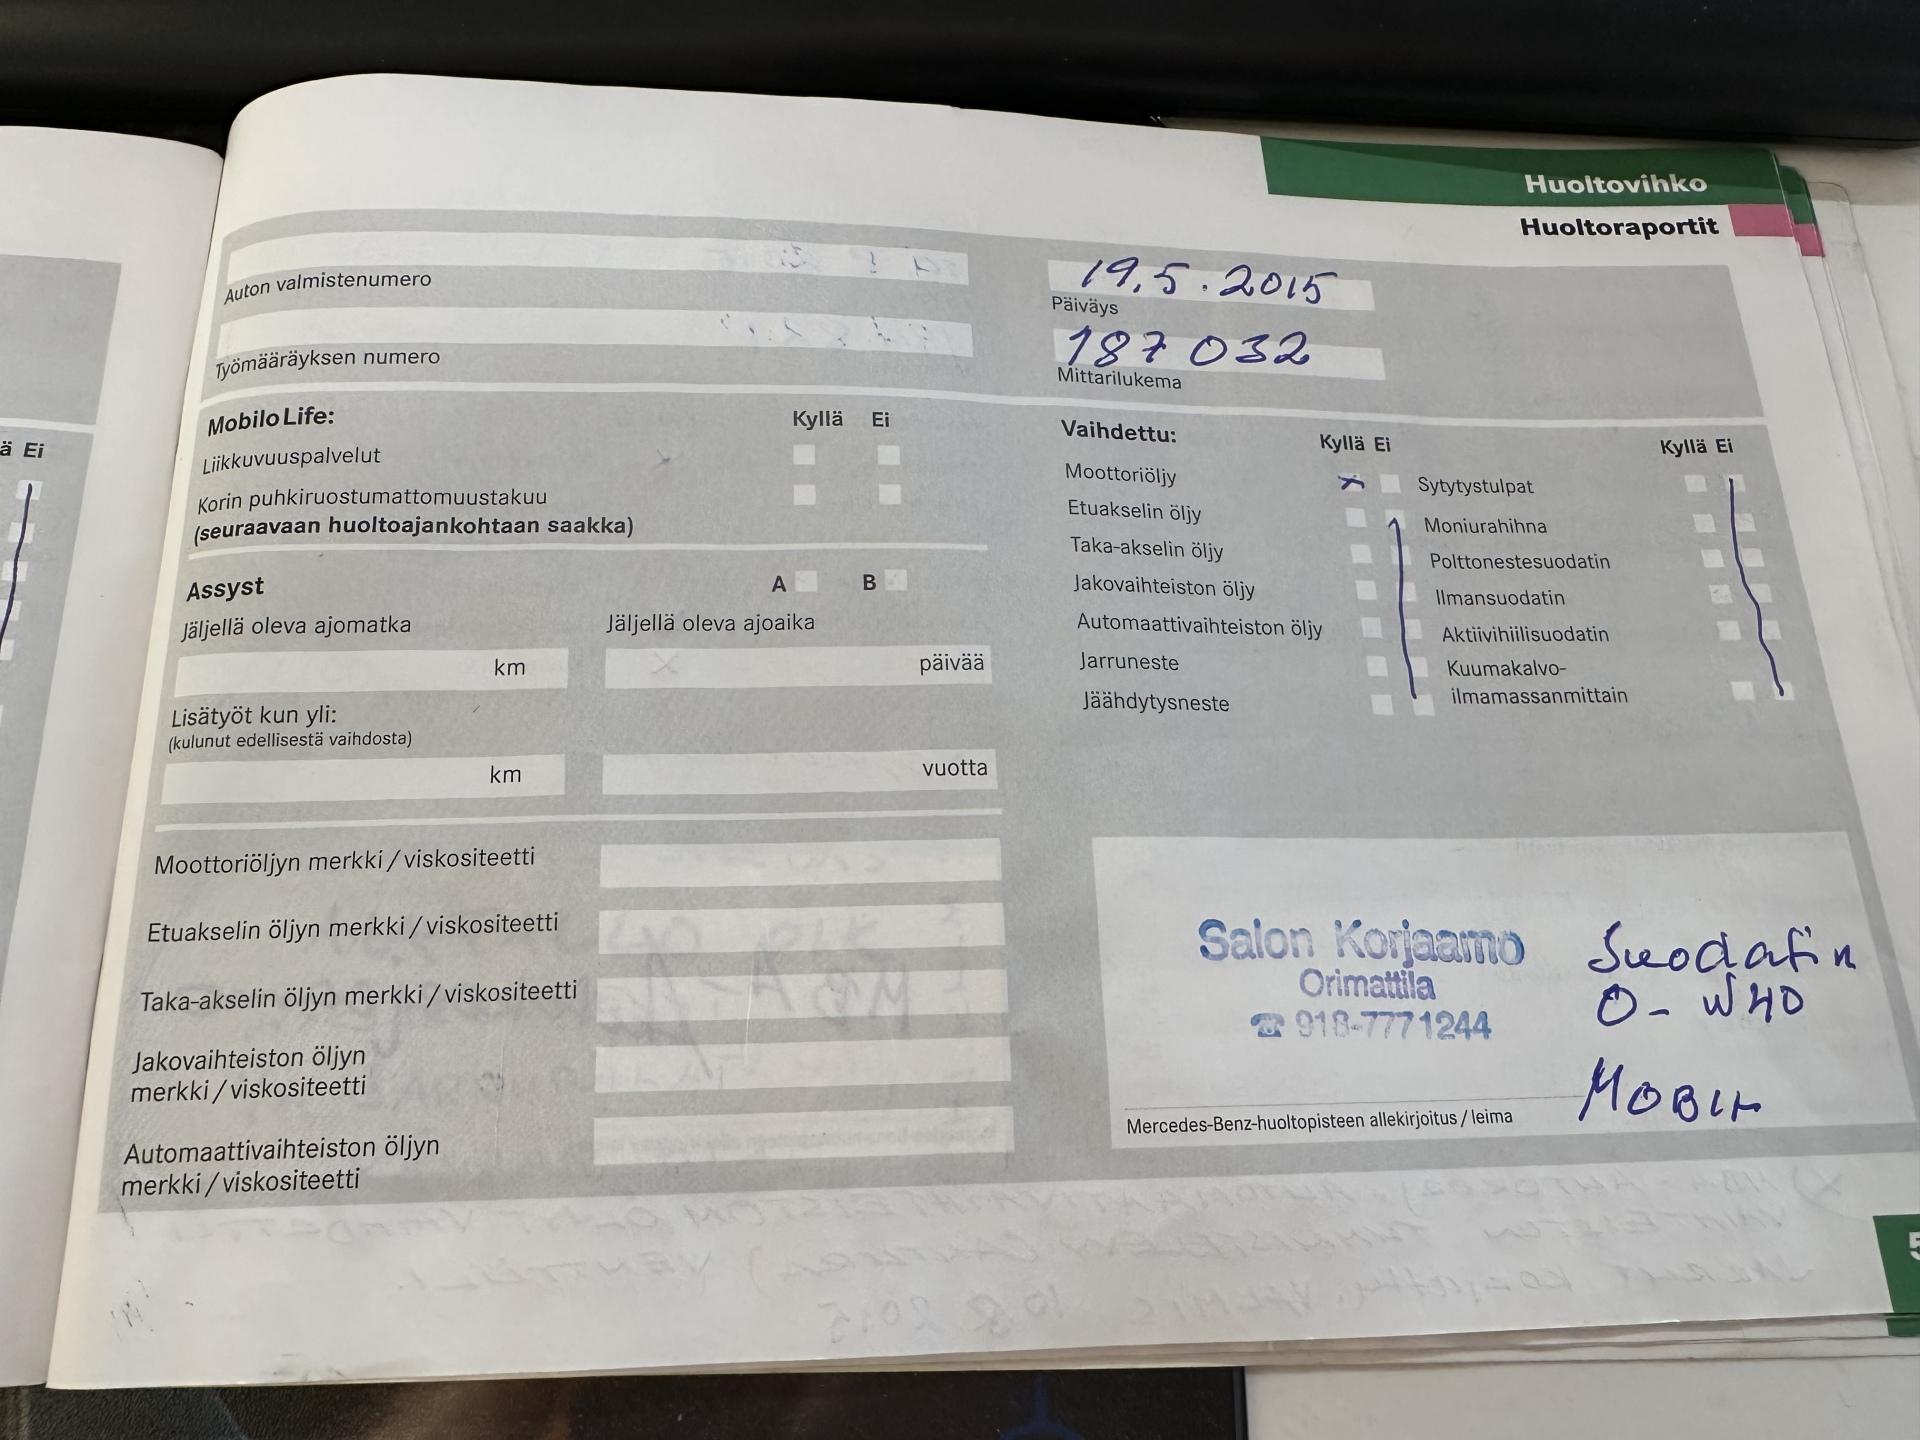 Huoltovihko
Huoltoraportit
ä Ei
Auton valmistenumero
Työmääräyksen numero
19.5.2015
Päiväys
187 032
Mittarilukema
MobiloLife:
Kyllä Ei
Liikkuvuuspalvelut
Korin puhkiruostumattomuustakuu
(seuraavaan huoltoajankohtaan saakka)
Assyst
A B
Jäljellä oleva ajomatka
Jäljellä oleva ajoaika
km
päivää
Lisätyöt kun yli:
(kulunut edellisestä vaihdosta)
km
vuotta
Moottoriöljyn merkki / viskositeetti
Etuakselin öljyn merkki / viskositeetti
Taka-akselin öljyn merkki / viskositeetti
Jakovaihteiston öljyn
merkki / viskositeetti
Automaattivaihteiston öljyn
merkki / viskositeetti
Vaihdettu:
Kyllä Ei
Kyllä Ei
Moottoriöljy
Etuakselin öljy
Taka-akselin öljy
Jakovaihteiston öljy
Automaattivaihteiston öljy
Jarruneste
Jäähdytysneste
Sytytystulpat
Moniurahihna
Polttonestesuodatin
Ilmansuodatin
Aktiivihiilisuodatin
Kuumakalvo-
ilmamassanmittain
Salon Korjaamo
Orimattila
☎ 918-7771244
Suodatin
0-W40
Mobil
Mercedes-Benz-huoltopisteen allekirjoitus / leima
5